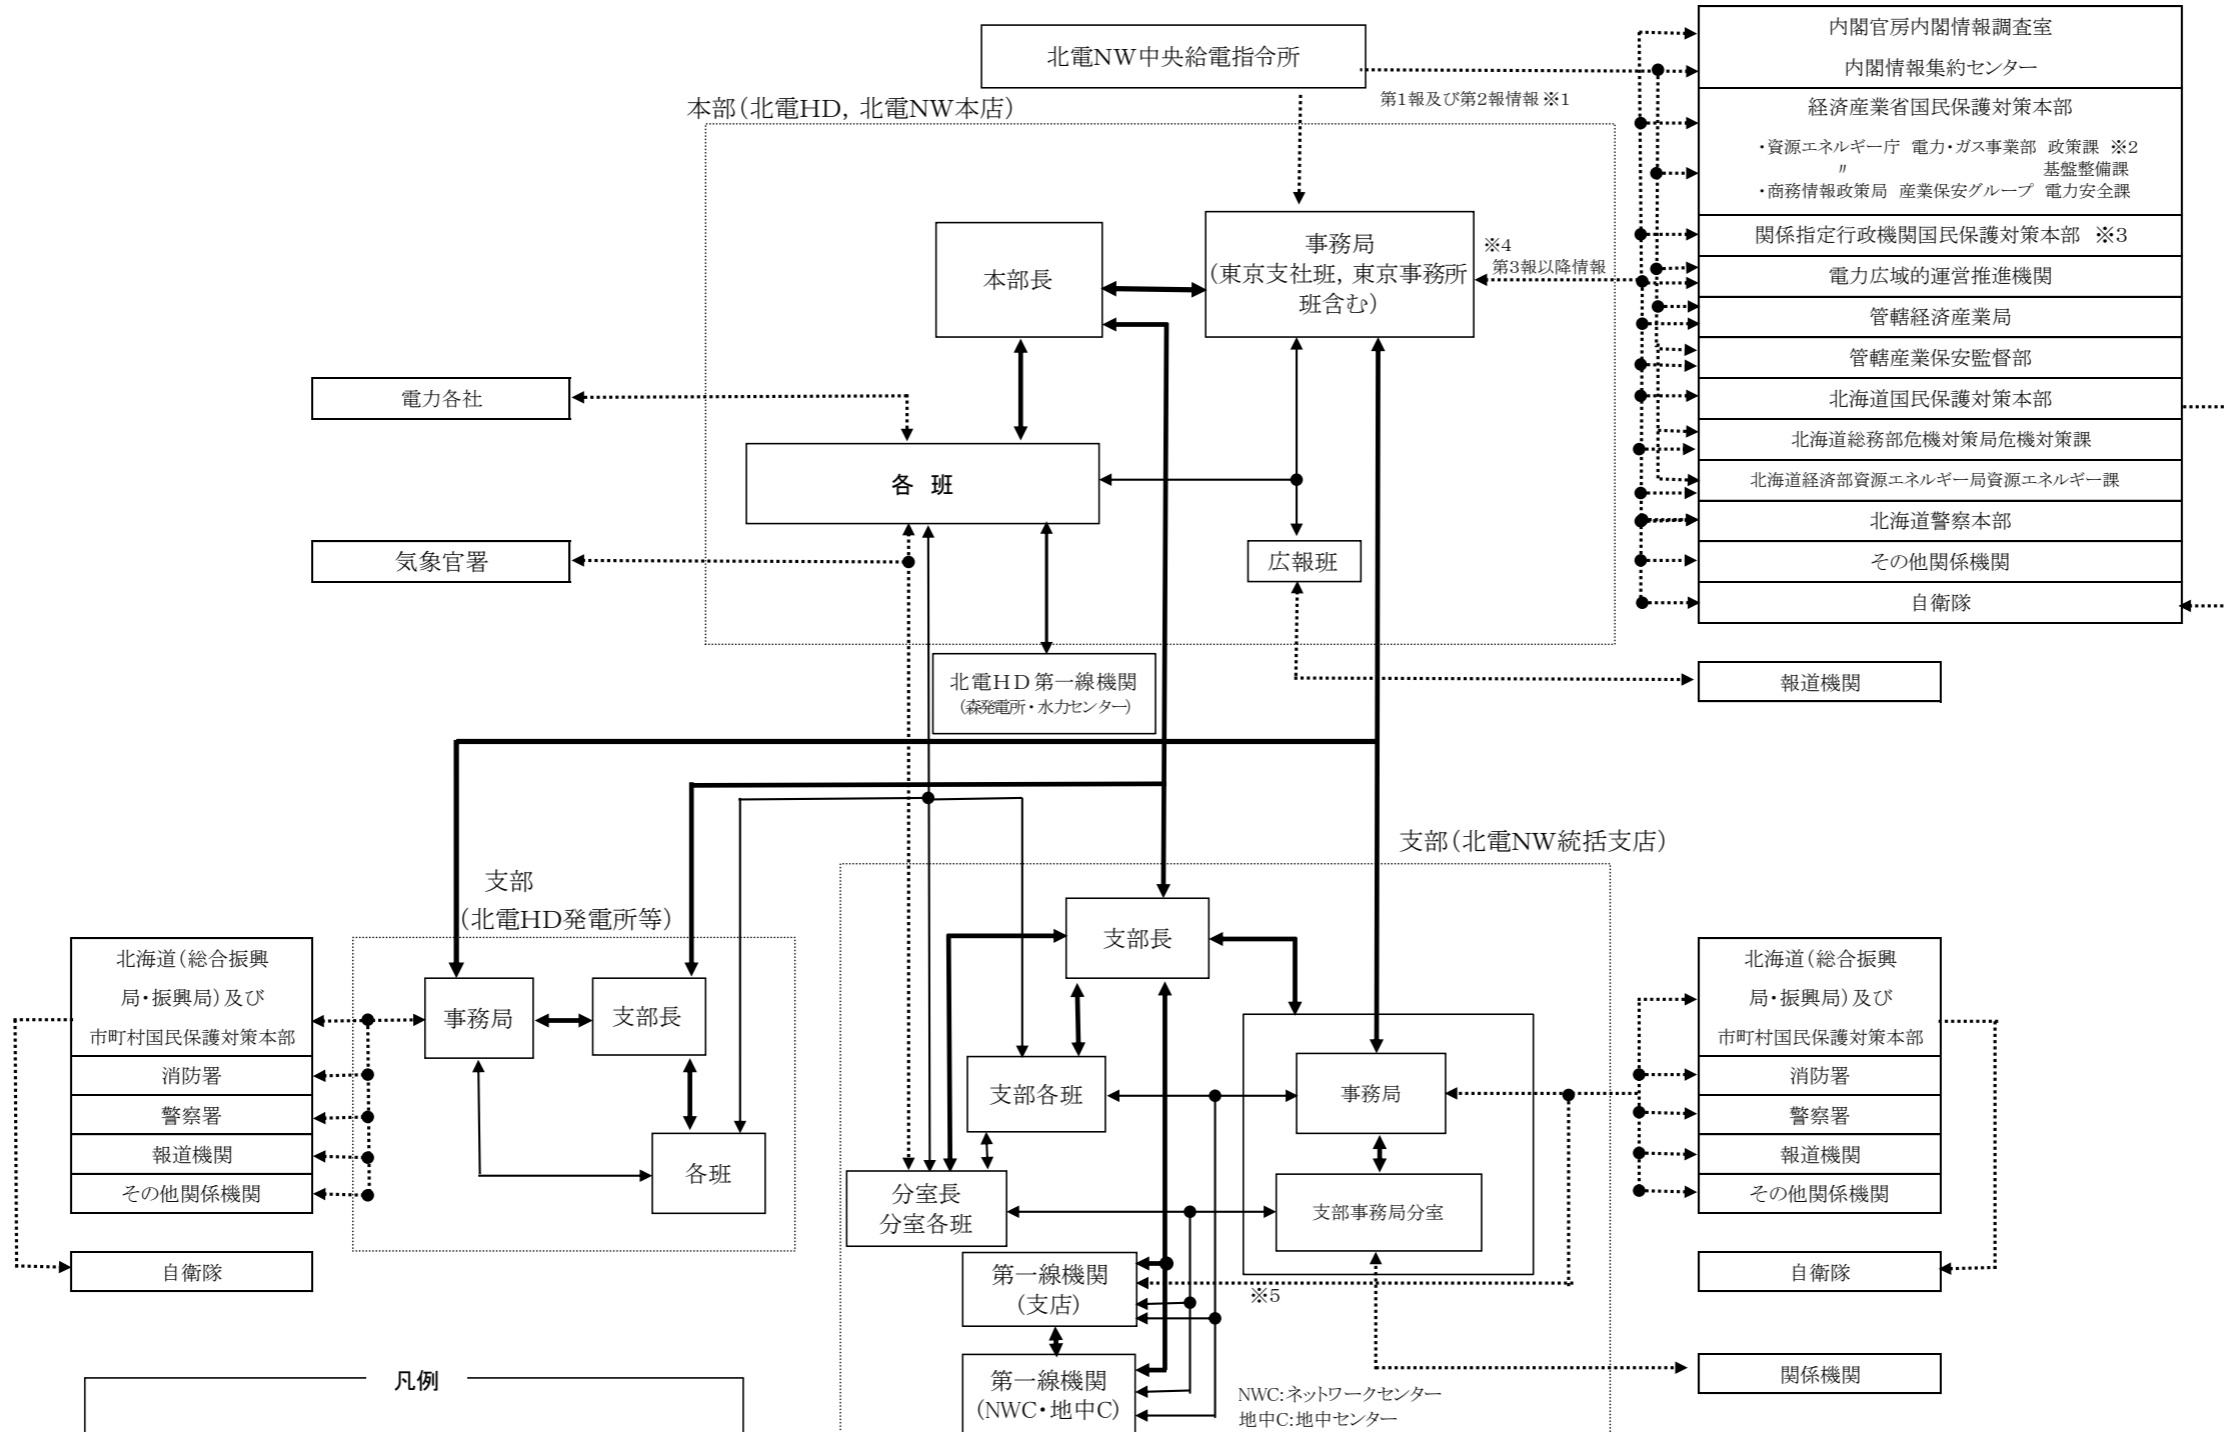 北電NW中央給電指令所
第1報及び第2報情報 ※1
本部(北電HD, 北電NW本店)
本部長
事務局
(東京支社班, 東京事務所
班含む)
※4
第3報以降情報
電力各社
各 班
気象官署
広報班
北電HD第一線機関
(森発電所・水力センター)
内閣官房内閣情報調査室
内閣情報集約センター
経済産業省国民保護対策本部
・資源エネルギー庁 電力・ガス事業部 政策課 ※2
〃 基盤整備課
・商務情報政策局 産業保安グループ 電力安全課
関係指定行政機関国民保護対策本部 ※3
電力広域的運営推進機関
管轄経済産業局
管轄産業保安監督部
北海道国民保護対策本部
北海道総務部危機対策局危機対策課
北海道経済部資源エネルギー局資源エネルギー課
北海道警察本部
その他関係機関
自衛隊
報道機関
支部
(北電HD発電所等)
北海道(総合振興
局・振興局)及び
市町村国民保護対策本部
消防署
警察署
報道機関
その他関係機関
自衛隊
事務局
支部長
各班
支部(北電NW統括支店)
支部長
支部各班
事務局
分室長
分室各班
支部事務局分室
第一線機関
(支店)
※5
第一線機関
(NWC・地中C)
NWC:ネットワークセンター
地中C:地中センター
北海道(総合振興
局・振興局)及び
市町村国民保護対策本部
消防署
警察署
報道機関
その他関係機関
自衛隊
関係機関
凡例